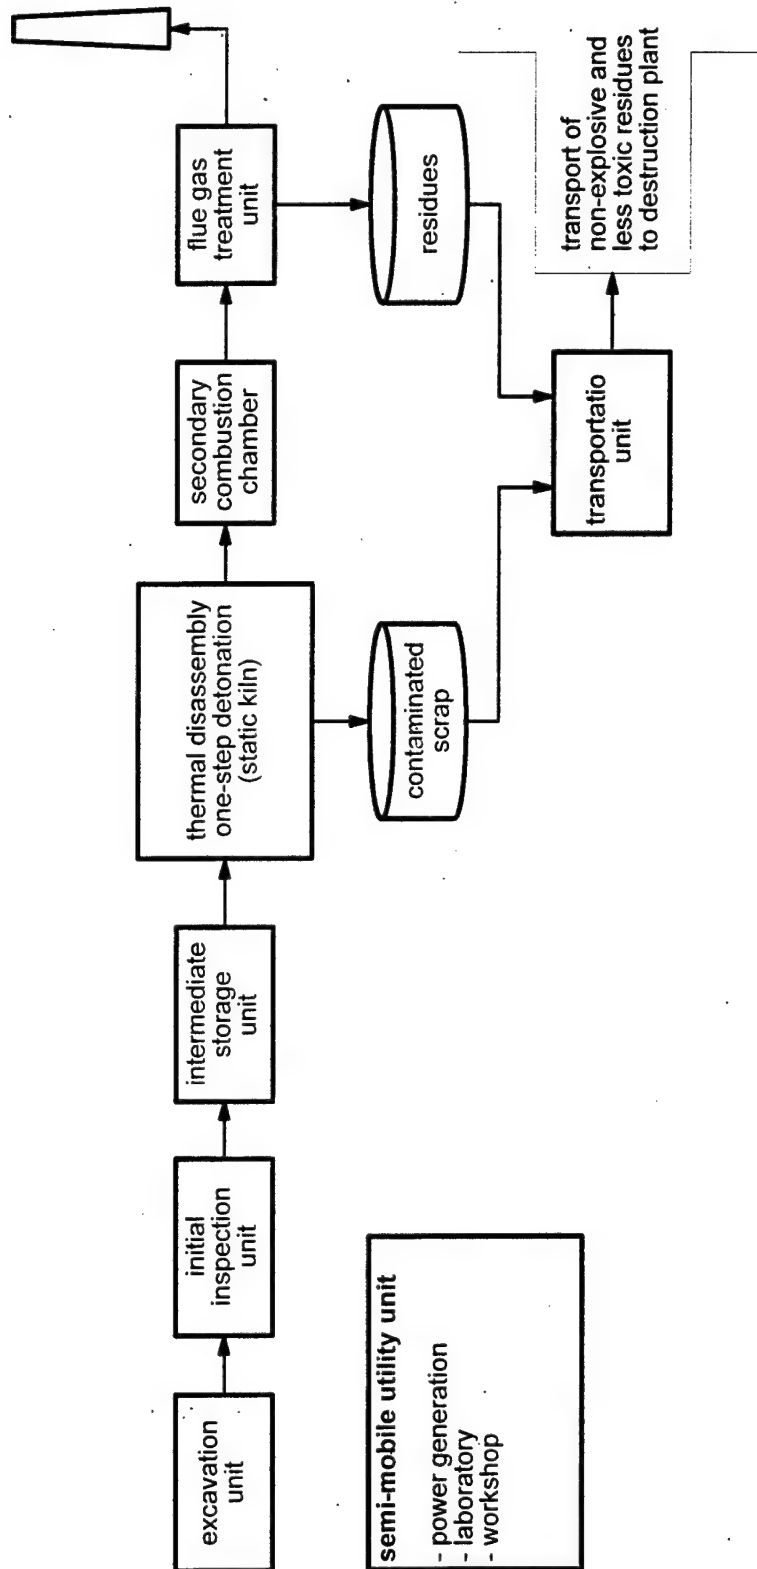 excavation
unit
initial
inspection
unit
intermediate
storage
unit
thermal disassembly
one-step detonation
(static kiln)
secondary
combustion
chamber
flue gas
treatment
unit
contaminated
scrap
residues
transportatio
unit
transport of
non-explosive and
less toxic residues
to destruction plant
semi-mobile utility unit
- power generation
- laboratory
- workshop